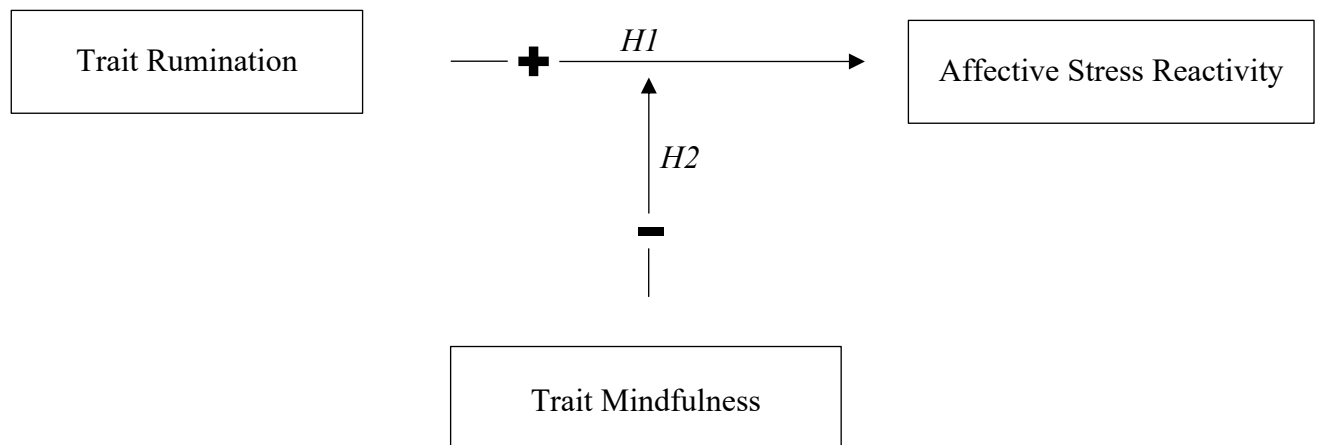 H1
Trait Rumination
Affective Stress Reactivity
+
H2
-
Trait Mindfulness